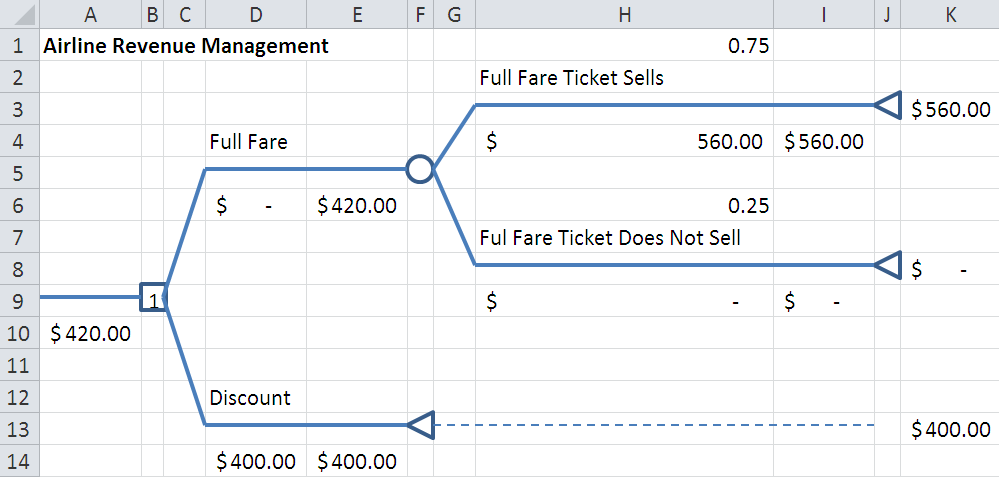 A B C D E F G H I J K
1 Airline Revenue Management 0.75
2 Full Fare Ticket Sells
3 $560.00
4 Full Fare $ 560.00 $560.00
5
6 $ - $420.00 0.25
7 Ful Fare Ticket Does Not Sell
8 $ -
9 1 $ - $ -
10 $420.00
11
12 Discount
13 $400.00
14 $400.00 $400.00